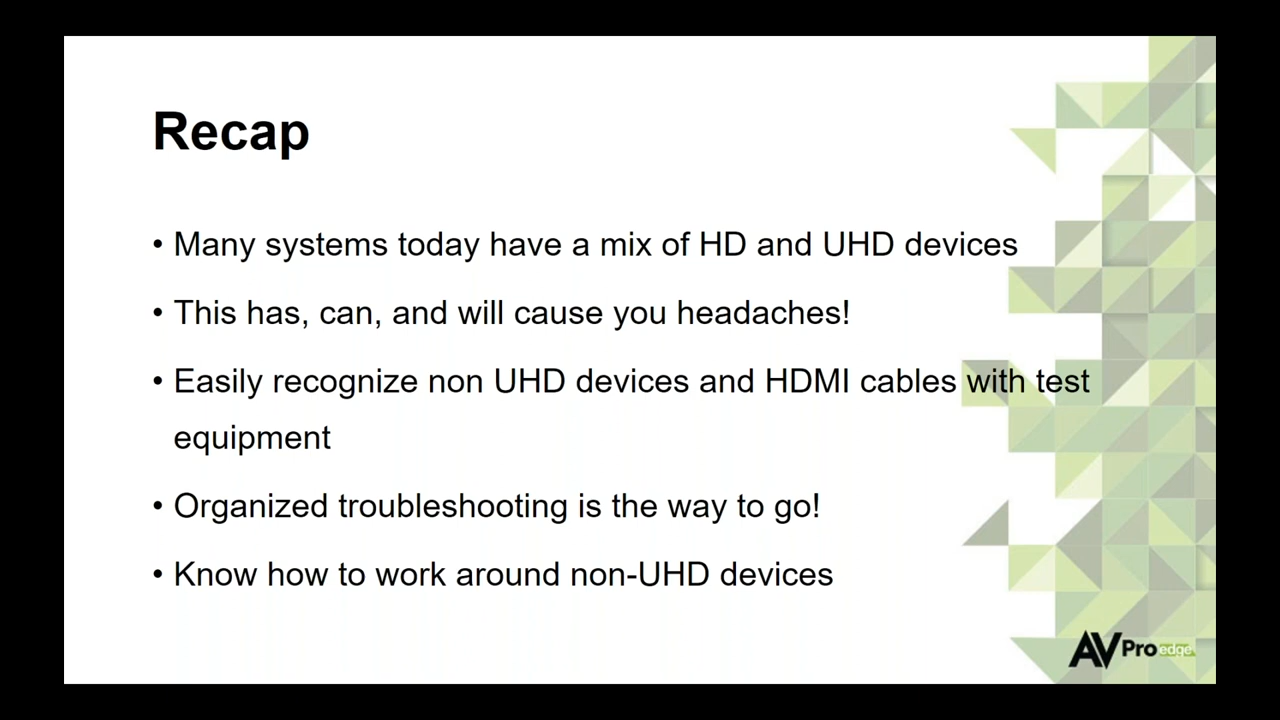 Recap
• Many systems today have a mix of HD and UHD devices
• This has, can, and will cause you headaches!
• Easily recognize non UHD devices and HDMI cables with test
equipment
• Organized troubleshooting is the way to go!
• Know how to work around non-UHD devices
AVPro edge